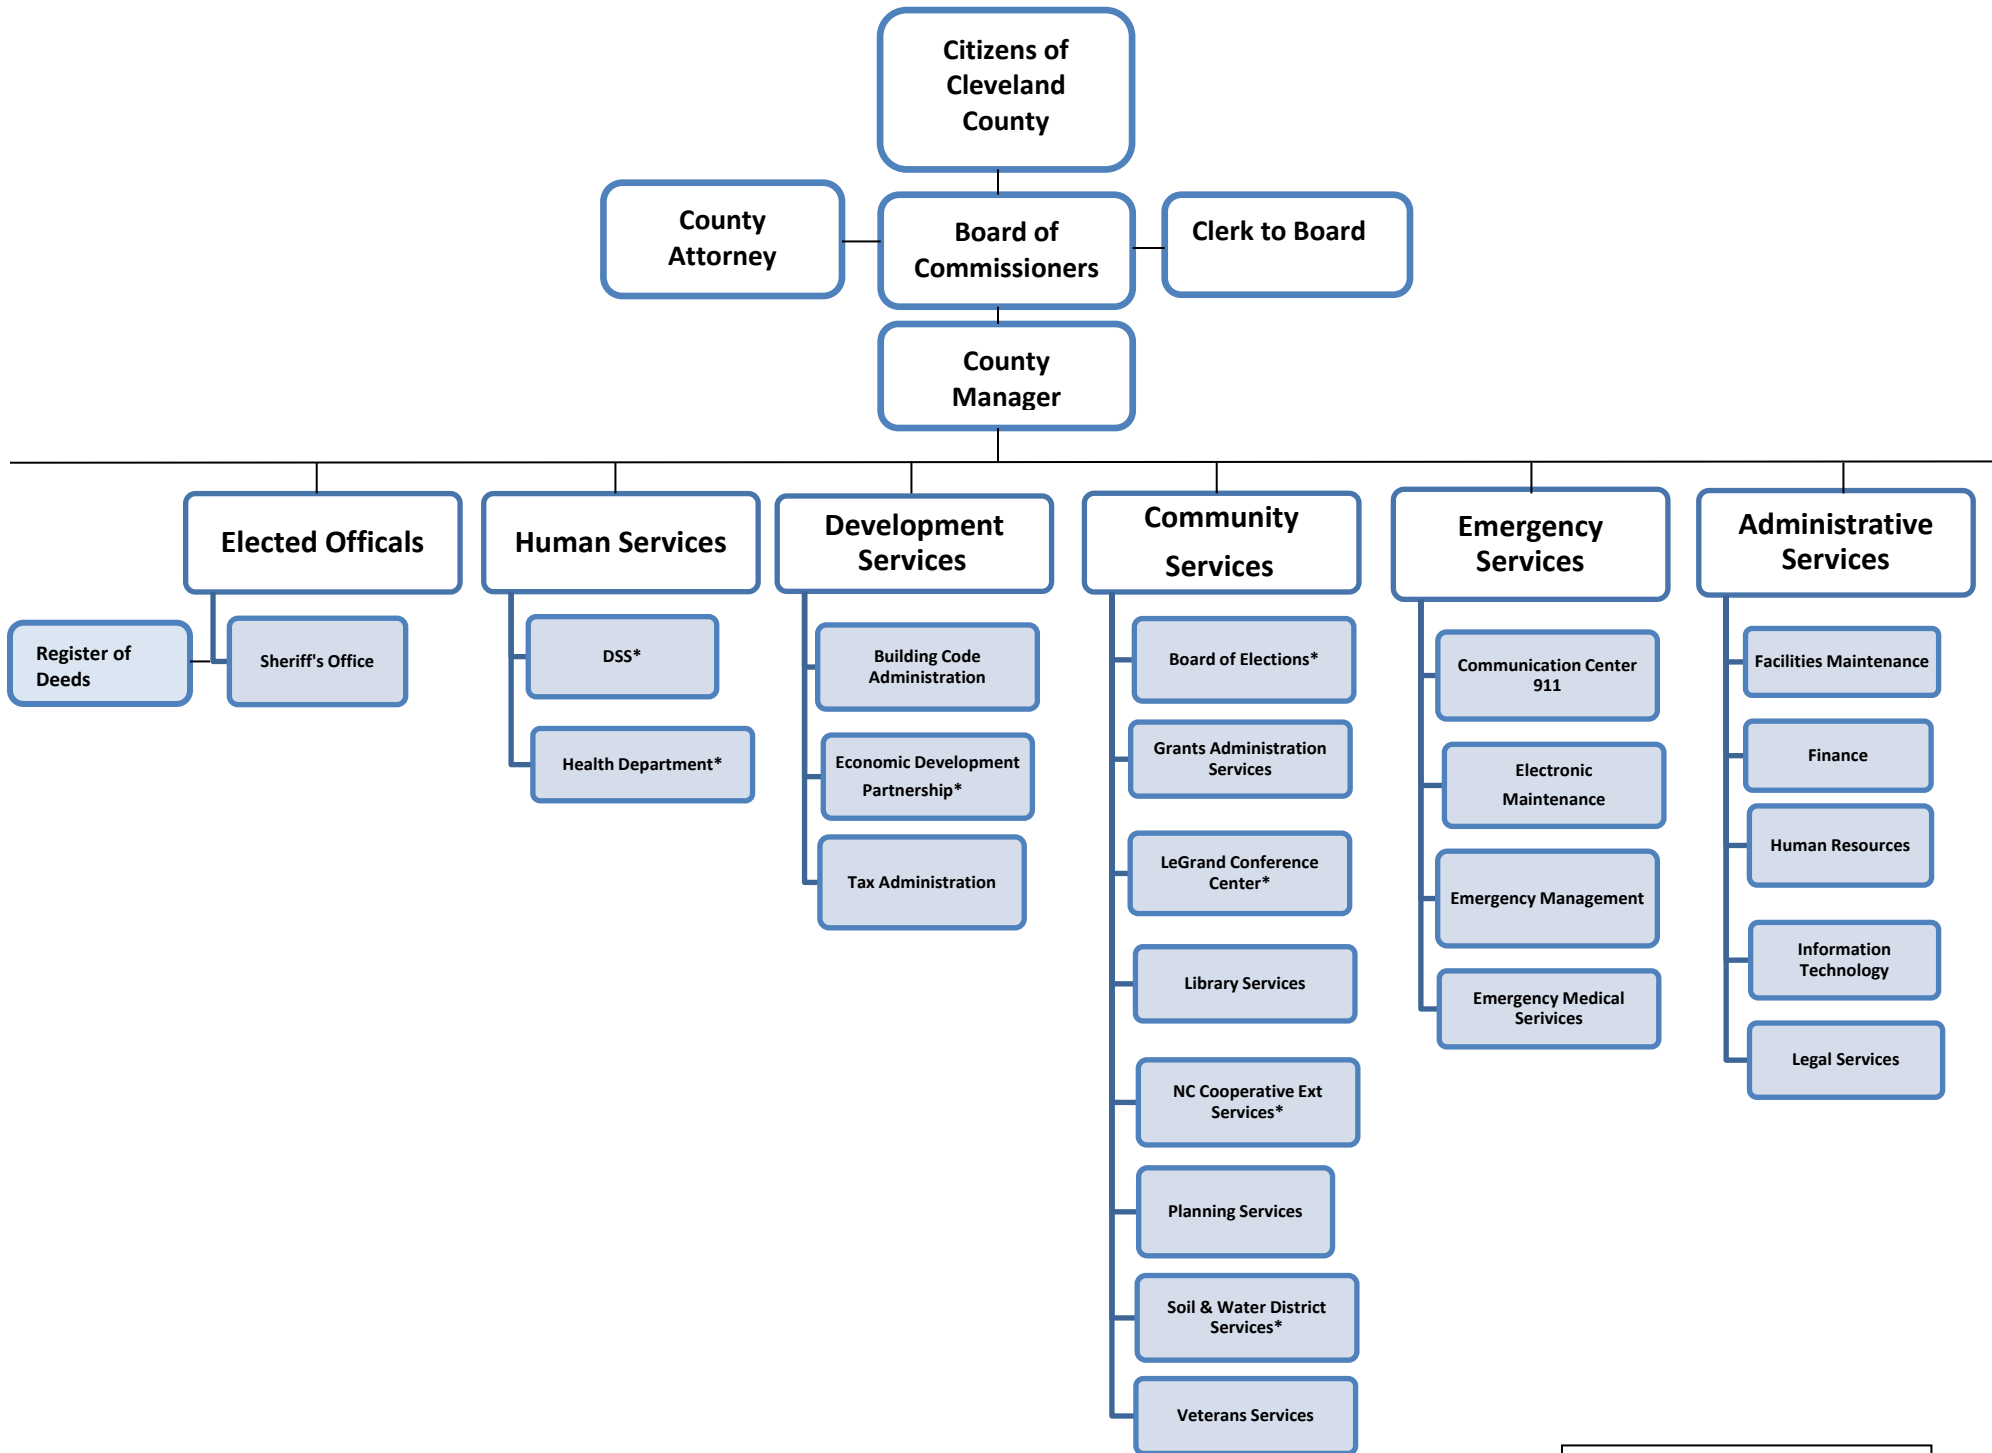 Citizens of
Cleveland
County
County
Attorney
Board of
Commissioners
Clerk to Board
County
Manager
Elected Officals
Human Services
Development
Services
Community
Services
Emergency
Services
Administrative
Services
Register of
Deeds
Sheriff's Office
DSS*
Health Department*
Building Code
Administration
Economic Development
Partnership*
Tax Administration
Board of Elections*
Grants Administration
Services
LeGrand Conference
Center*
Library Services
NC Cooperative Ext
Services*
Planning Services
Soil & Water District
Services*
Veterans Services
Communication Center
911
Electronic
Maintenance
Emergency Management
Emergency Medical
Serivices
Facilities Maintenance
Finance
Human Resources
Information
Technology
Legal Services